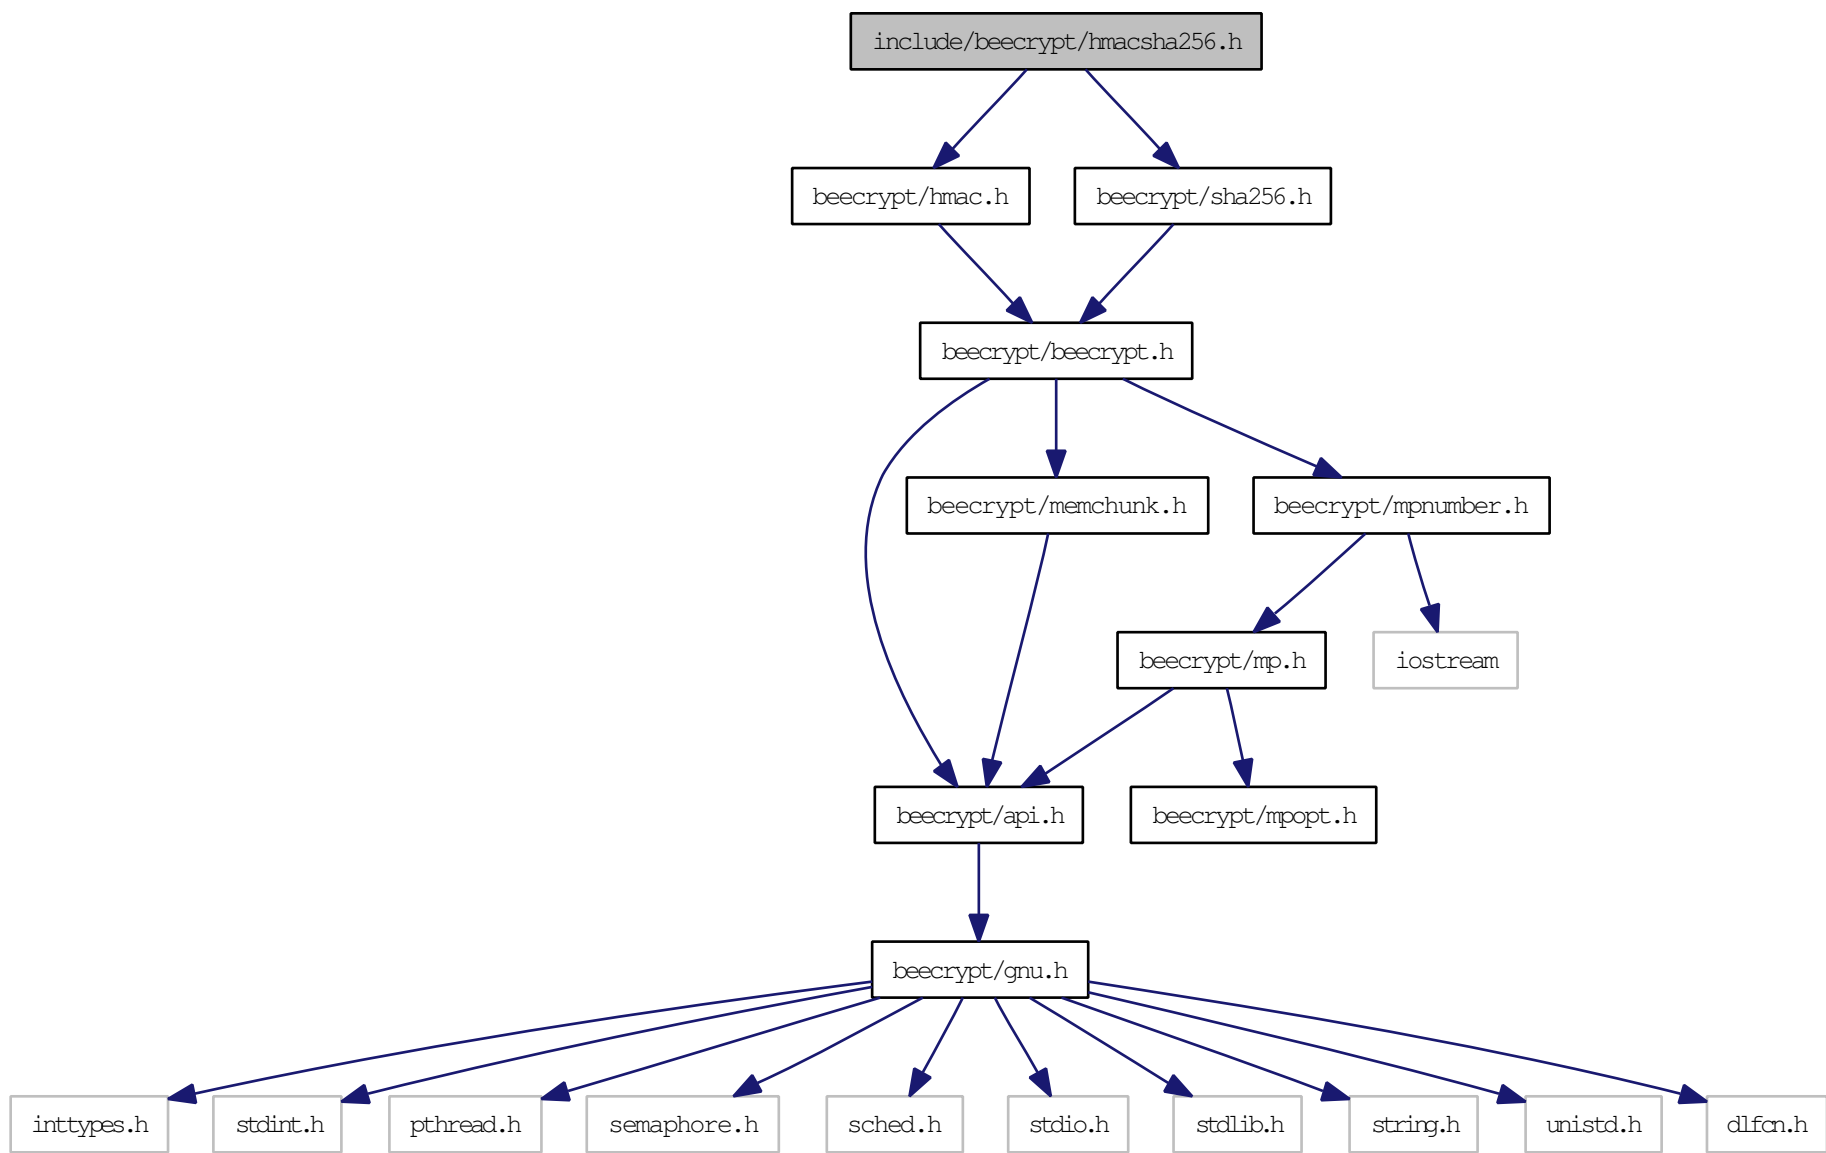 include/beecrypt/hmacsha256.h
beecrypt/hmac.h
beecrypt/sha256.h
beecrypt/beecrypt.h
beecrypt/memchunk.h
beecrypt/mpnumber.h
beecrypt/mp.h
iostream
beecrypt/api.h
beecrypt/mpopt.h
beecrypt/gnu.h
inttypes.h
stdint.h
pthread.h
semaphore.h
sched.h
stdio.h
stdlib.h
string.h
unistd.h
dlfcn.h